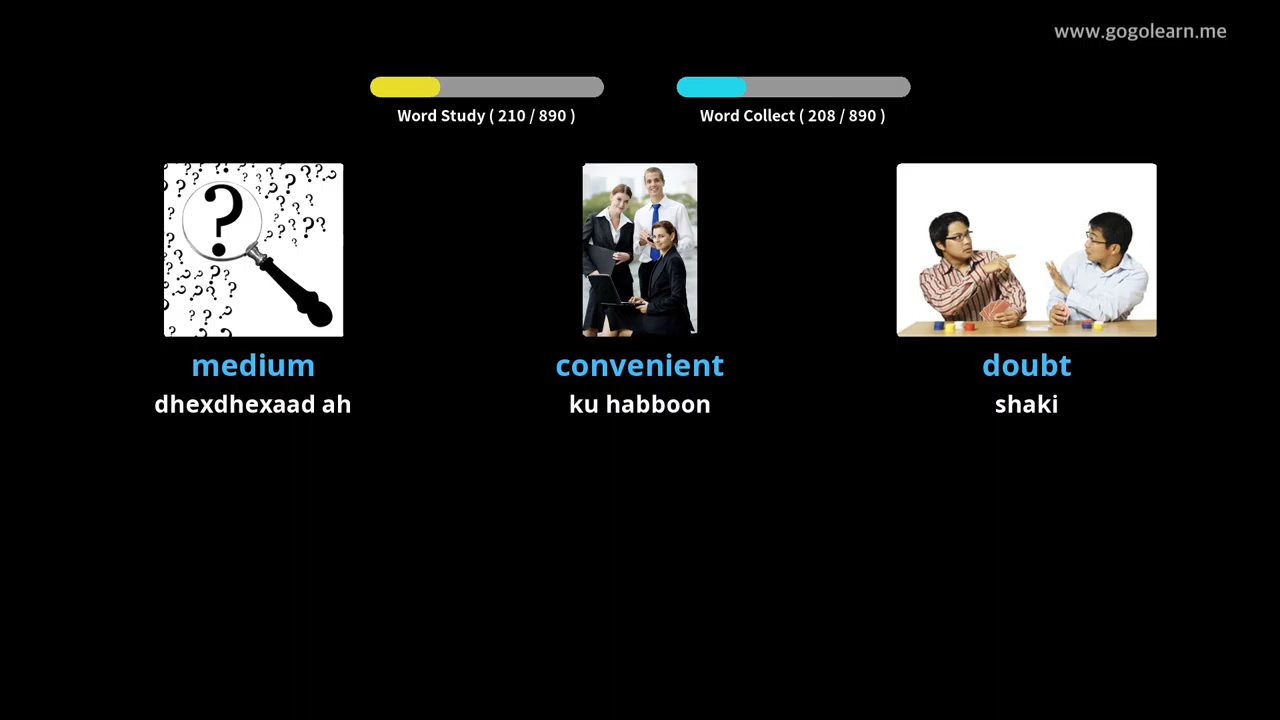 www.gogolearn.me
Word Study ( 210 / 890 )
Word Collect ( 208 / 890 )
medium
dhexdhexaad ah
convenient
ku habboon
doubt
shaki